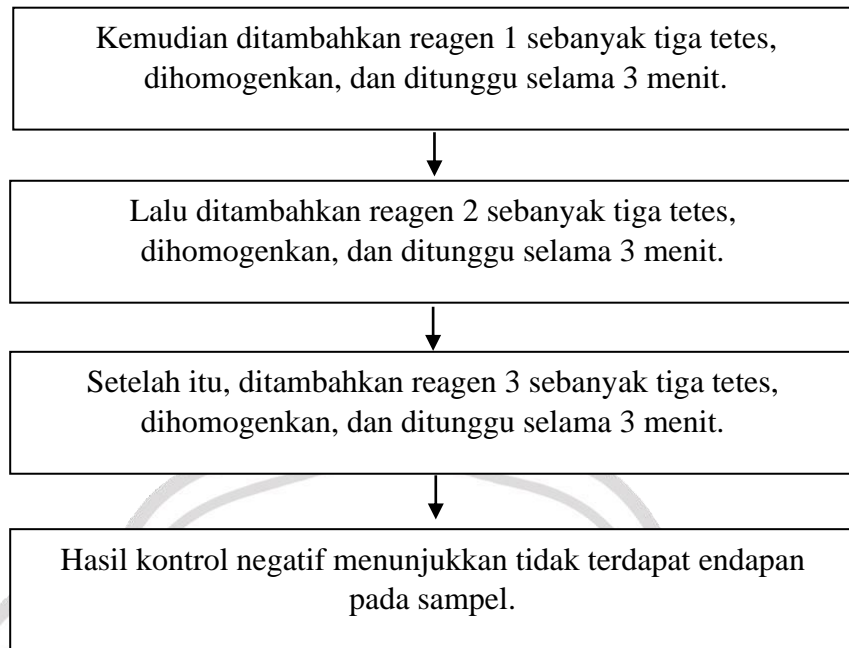 Kemudian ditambahkan reagen 1 sebanyak tiga tetes,
dihomogenkan, dan ditunggu selama 3 menit.
Lalu ditambahkan reagen 2 sebanyak tiga tetes,
dihomogenkan, dan ditunggu selama 3 menit.
Setelah itu, ditambahkan reagen 3 sebanyak tiga tetes,
dihomogenkan, dan ditunggu selama 3 menit.
Hasil kontrol negatif menunjukkan tidak terdapat endapan
pada sampel.